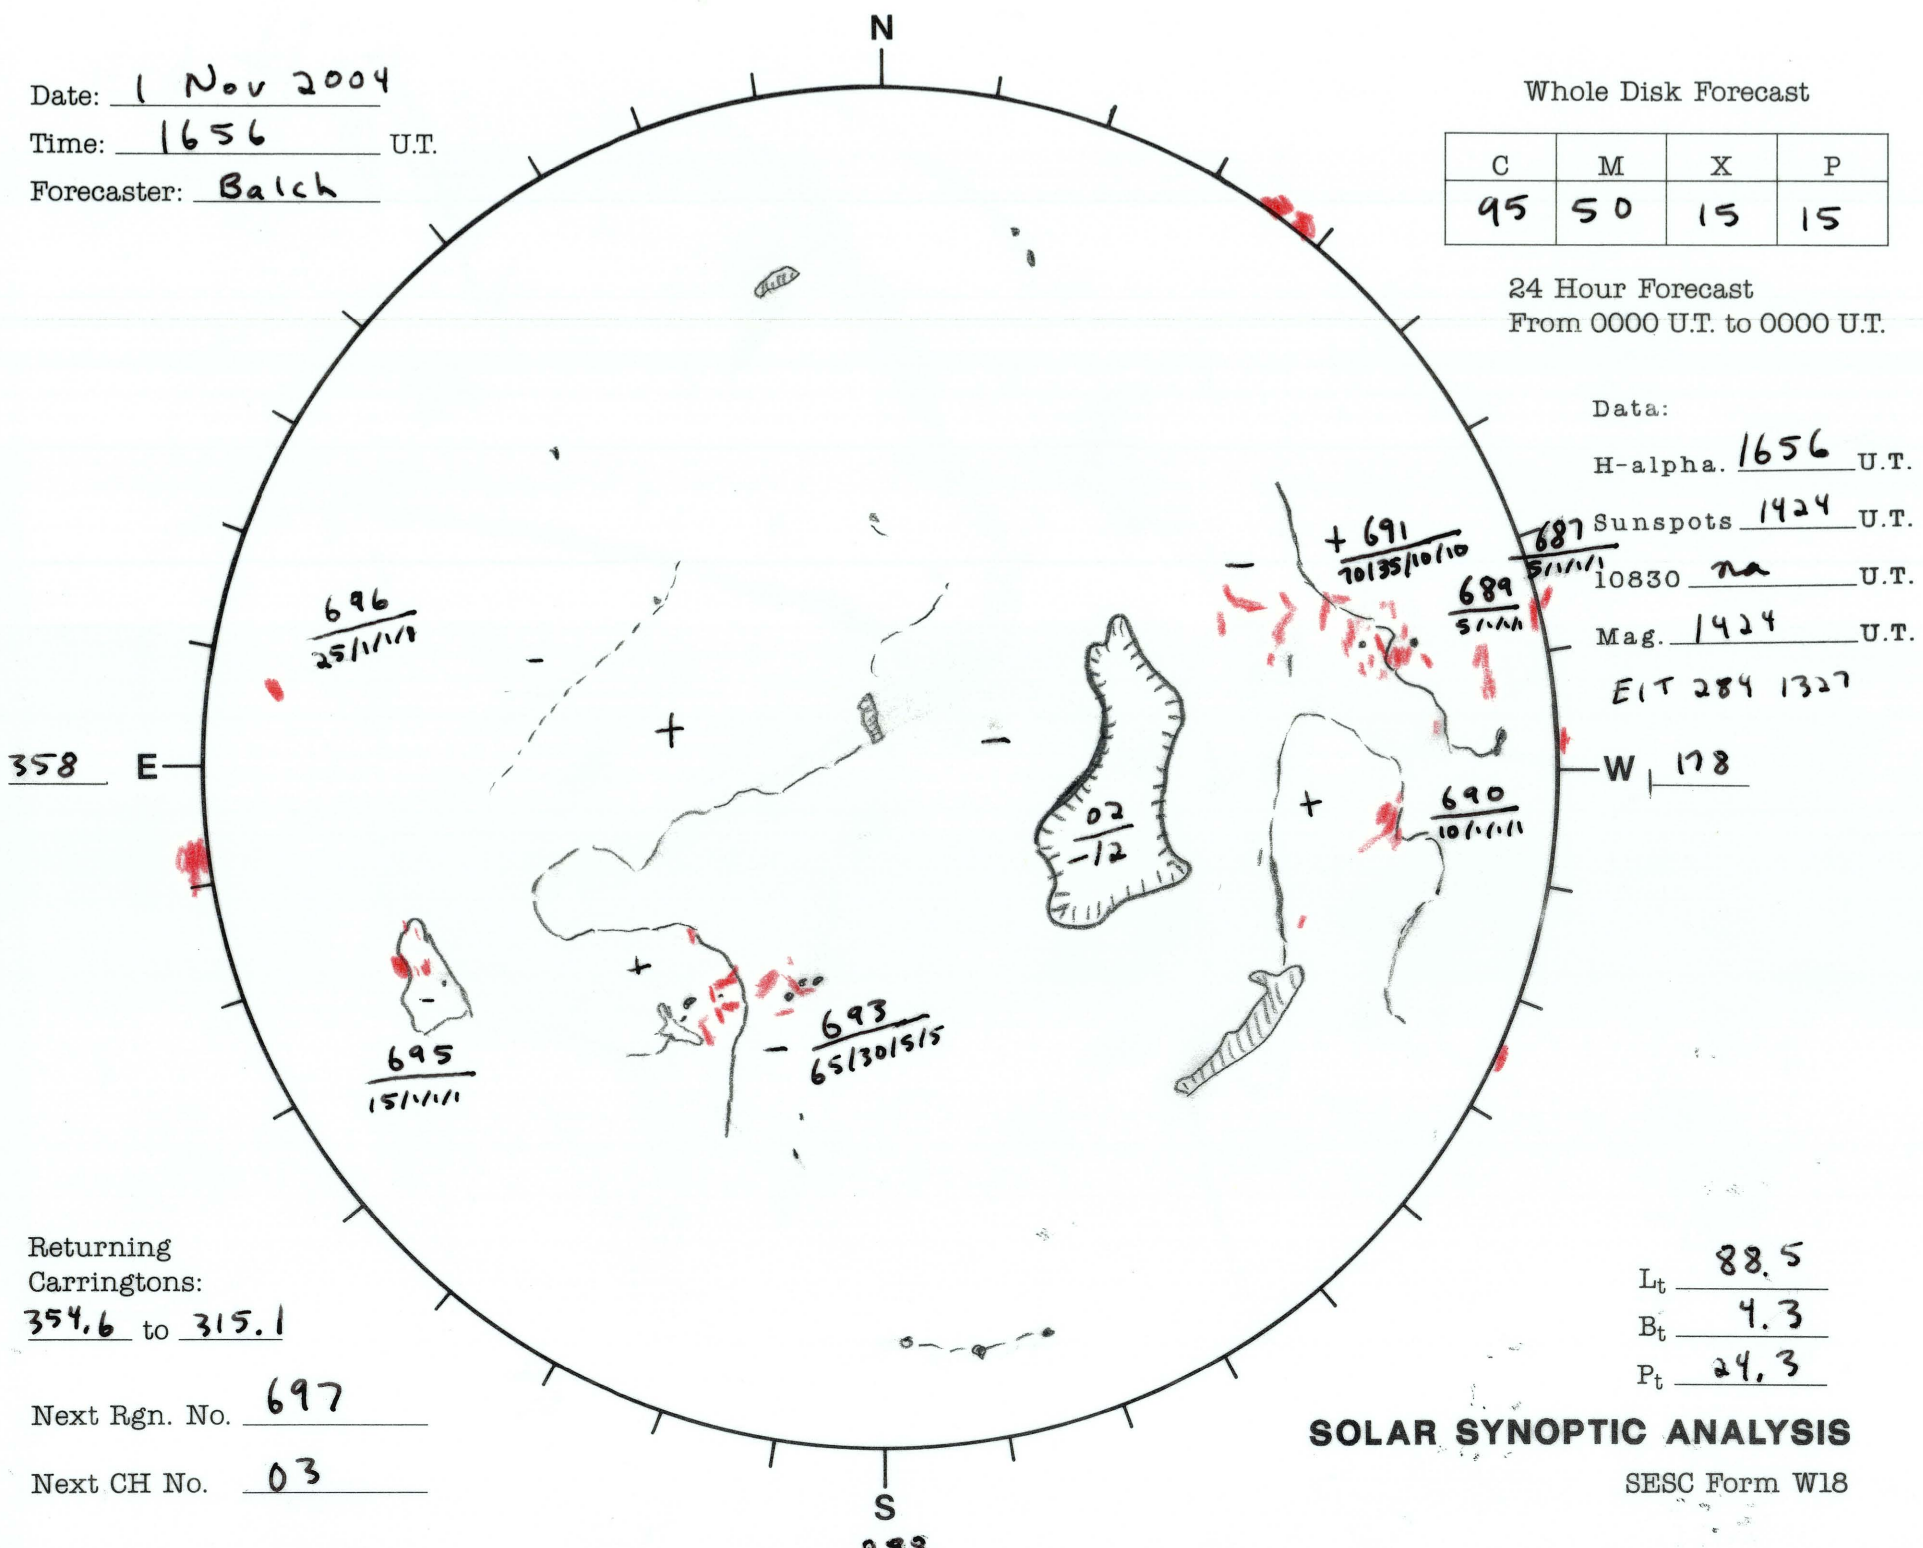 N
Date: 1 Nov 2004
Time: 1656 U.T.
Forecaster: Balch
Whole Disk Forecast
C M X P
95 50 15 15
24 Hour Forecast
From 0000 U.T. to 0000 U.T.
Data:
H-alpha. 1656 U.T.
Sunspots 1424 U.T.
10830 na U.T.
Mag. 1424 U.T.
EIT 284 1327
+ 691
70/35/10/10
687
5/1/1/1
689
5/1/1/1
-
696
25/1/1/1
-
+
-
358 E
W 178
02
-12
+
690
10/1/1/1
+
-
693
65/30/5/5
-
695
15/1/1/1
Returning
Carringtons:
354.6 to 315.1
Next Rgn. No. 697
Next CH No. 03
Lt 88.5
Bt 4.3
Pt 24.3
SOLAR SYNOPTIC ANALYSIS
SESC Form W18
S